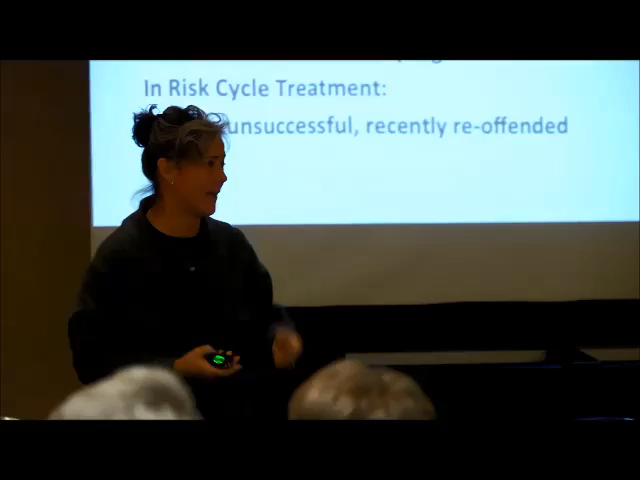 In Risk Cycle Treatment:
unsuccessful, recently re-offended